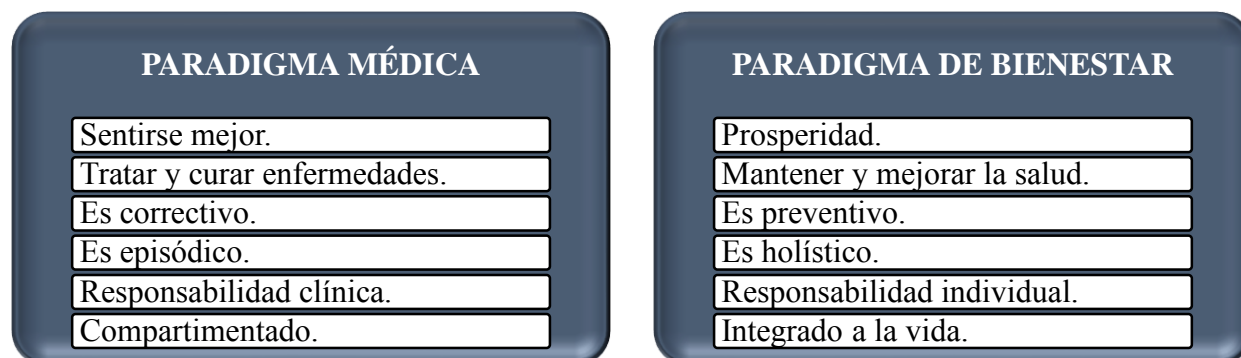 PARADIGMA MÉDICA
Sentirse mejor.
Tratar y curar enfermedades.
Es correctivo.
Es episódico.
Responsabilidad clínica.
Compartimentado.
PARADIGMA DE BIENESTAR
Prosperidad.
Mantener y mejorar la salud.
Es preventivo.
Es holístico.
Responsabilidad individual.
Integrado a la vida.